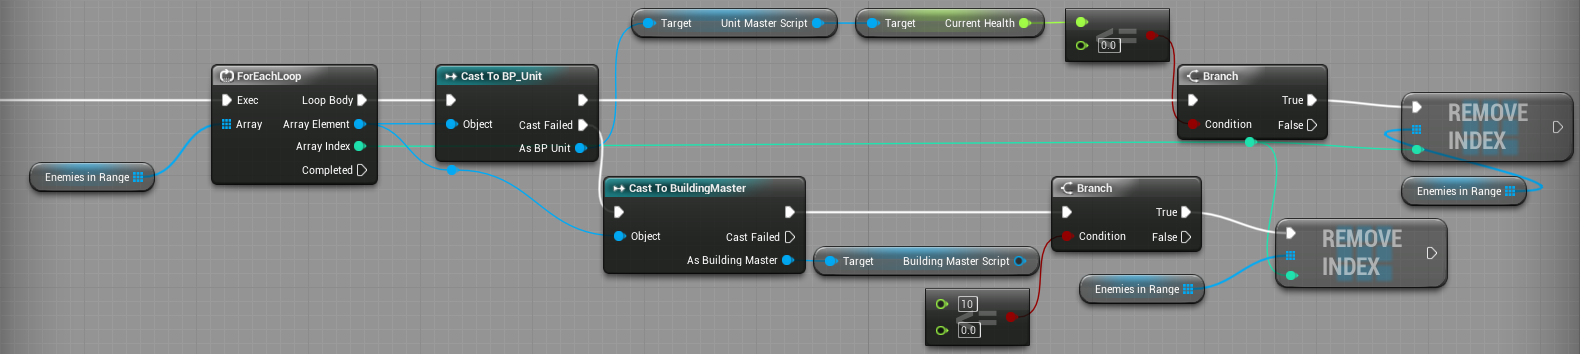 Target Unit Master Script
Target Current Health
<=
0.0
ForEachLoop
Exec Loop Body
Array Array Element
Array Index
Completed
Enemies in Range
Cast To BP_Unit
Object Cast Failed
As BP Unit
Branch
True
Condition False
REMOVE
INDEX
Enemies in Range
Cast To BuildingMaster
Object Cast Failed
As Building Master
Target Building Master Script
Branch
True
Condition False
REMOVE
INDEX
Enemies in Range
10
<=
0.0